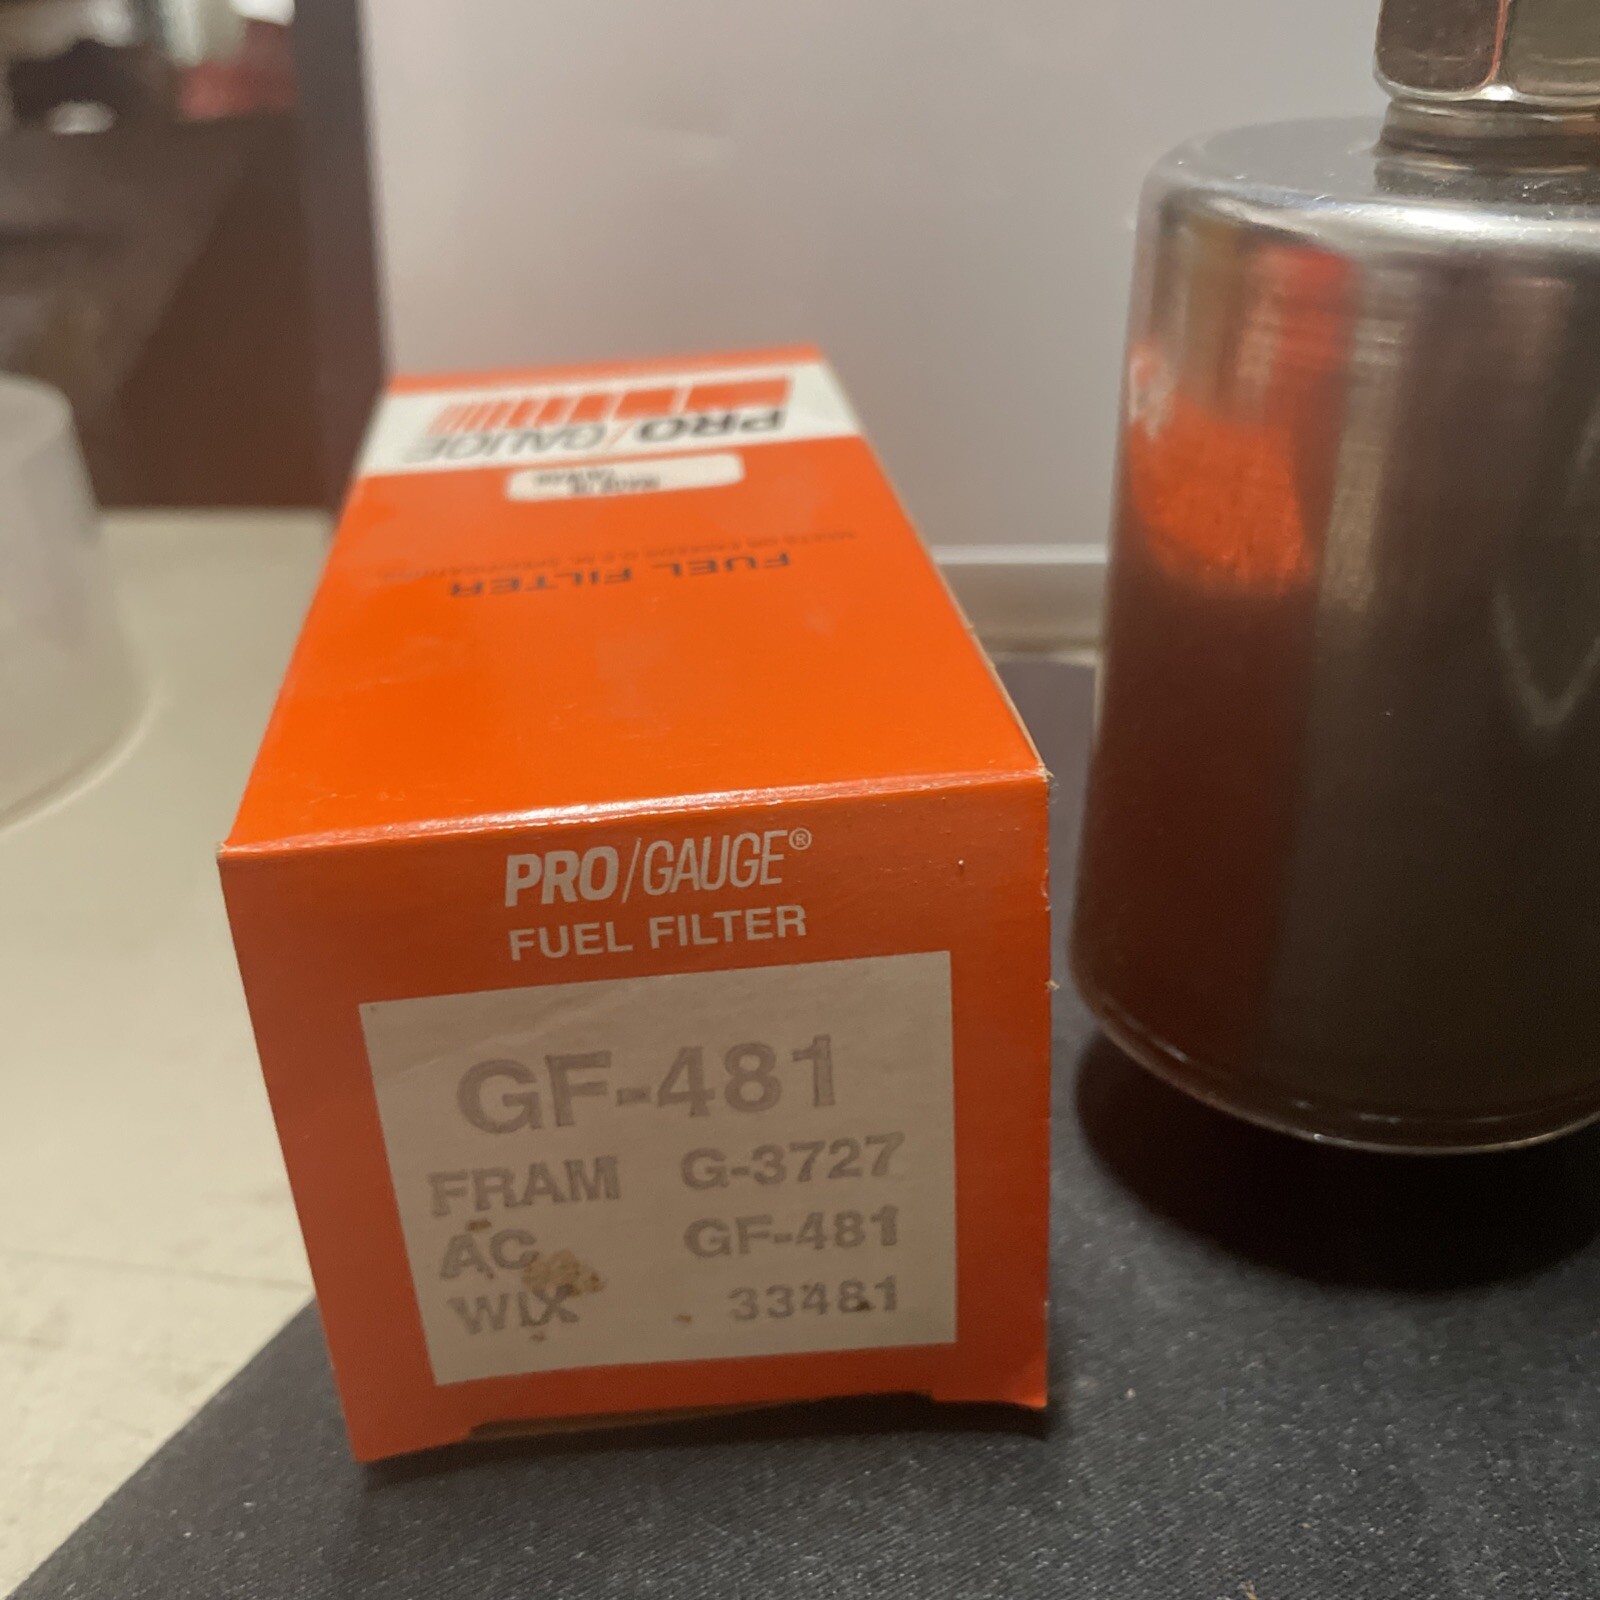 PRO/GAUGE
FUEL FILTER
PRO/GAUGE®
FUEL FILTER
GF-481
FRAM G-3727
AC GF-481
WIX 33481